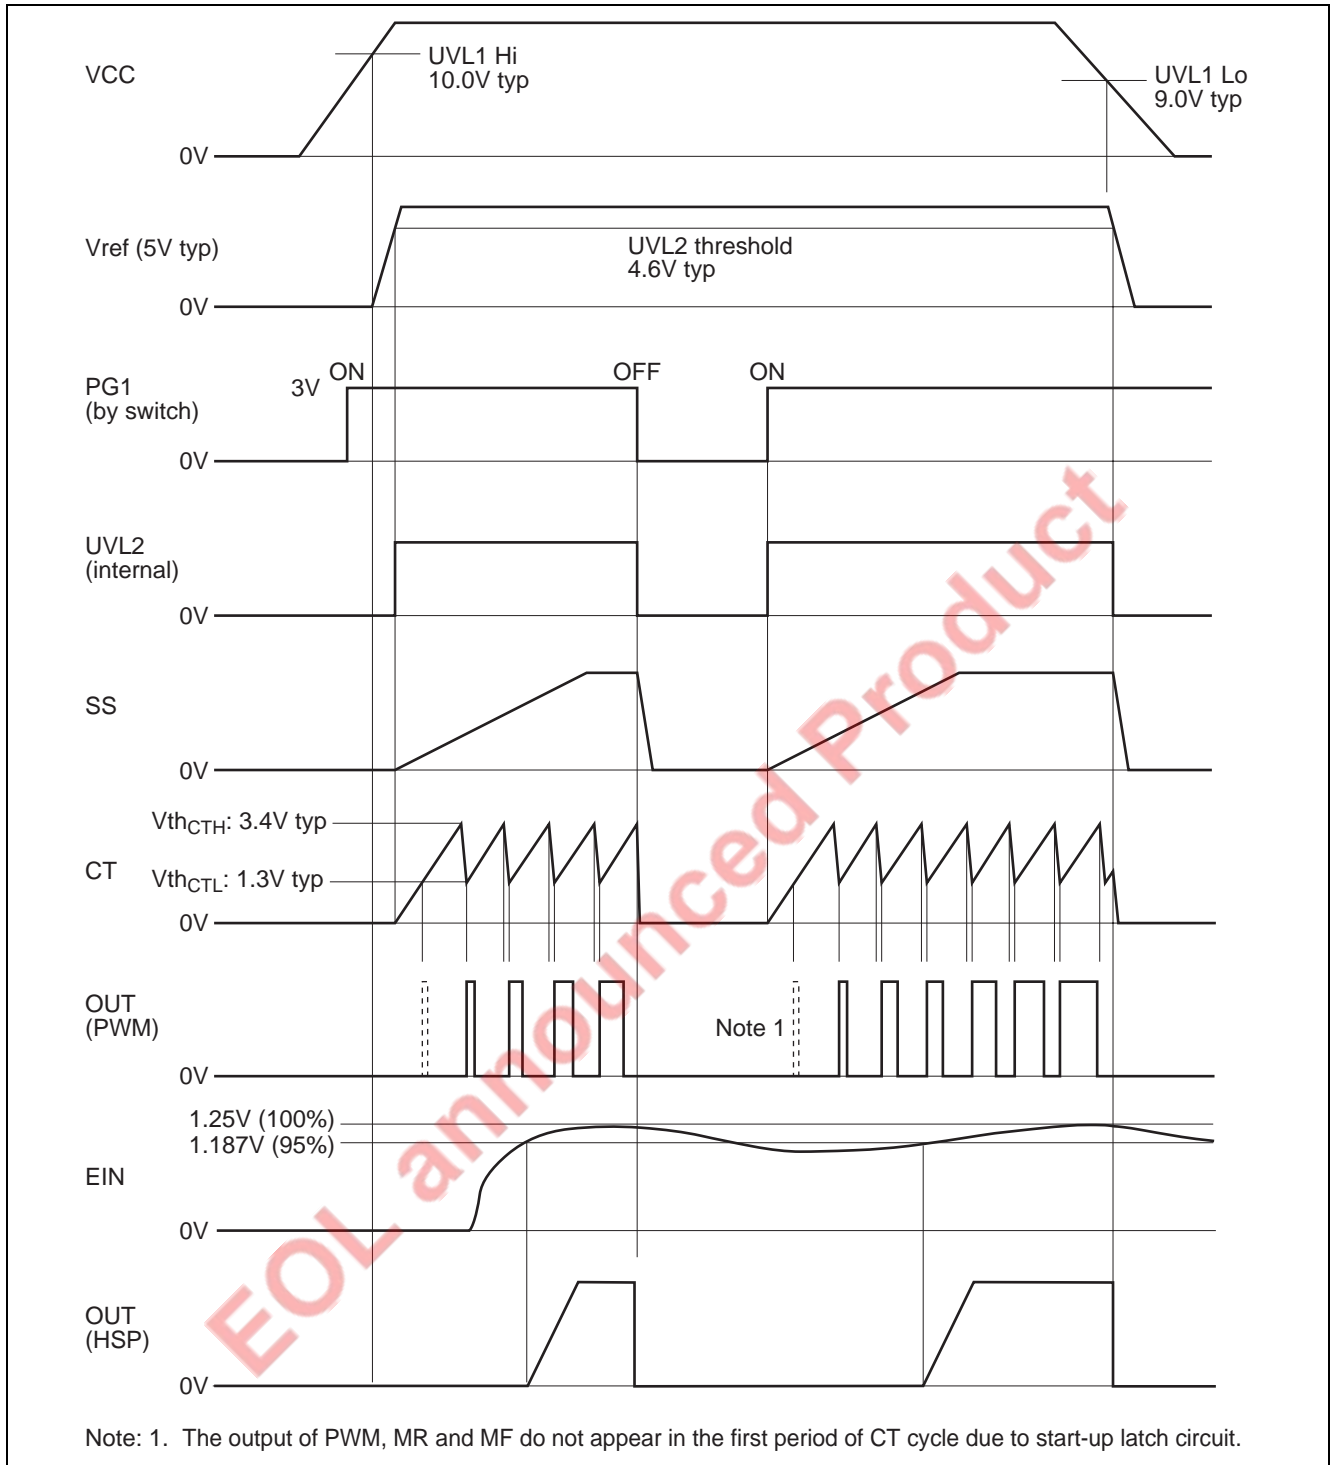 VCC
UVL1 Hi
10.0V typ
UVL1 Lo
9.0V typ
0V
Vref (5V typ)
UVL2 threshold
4.6V typ
0V
PG1
(by switch)
3V
ON
OFF
ON
0V
UVL2
(internal)
0V
SS
0V
VthCTH: 3.4V typ
CT
VthCTL: 1.3V typ
0V
OUT
(PWM)
Note 1
0V
1.25V (100%)
1.187V (95%)
EIN
0V
OUT
(HSP)
0V
EOL announced Product
Note: 1. The output of PWM, MR and MF do not appear in the first period of CT cycle due to start-up latch circuit.